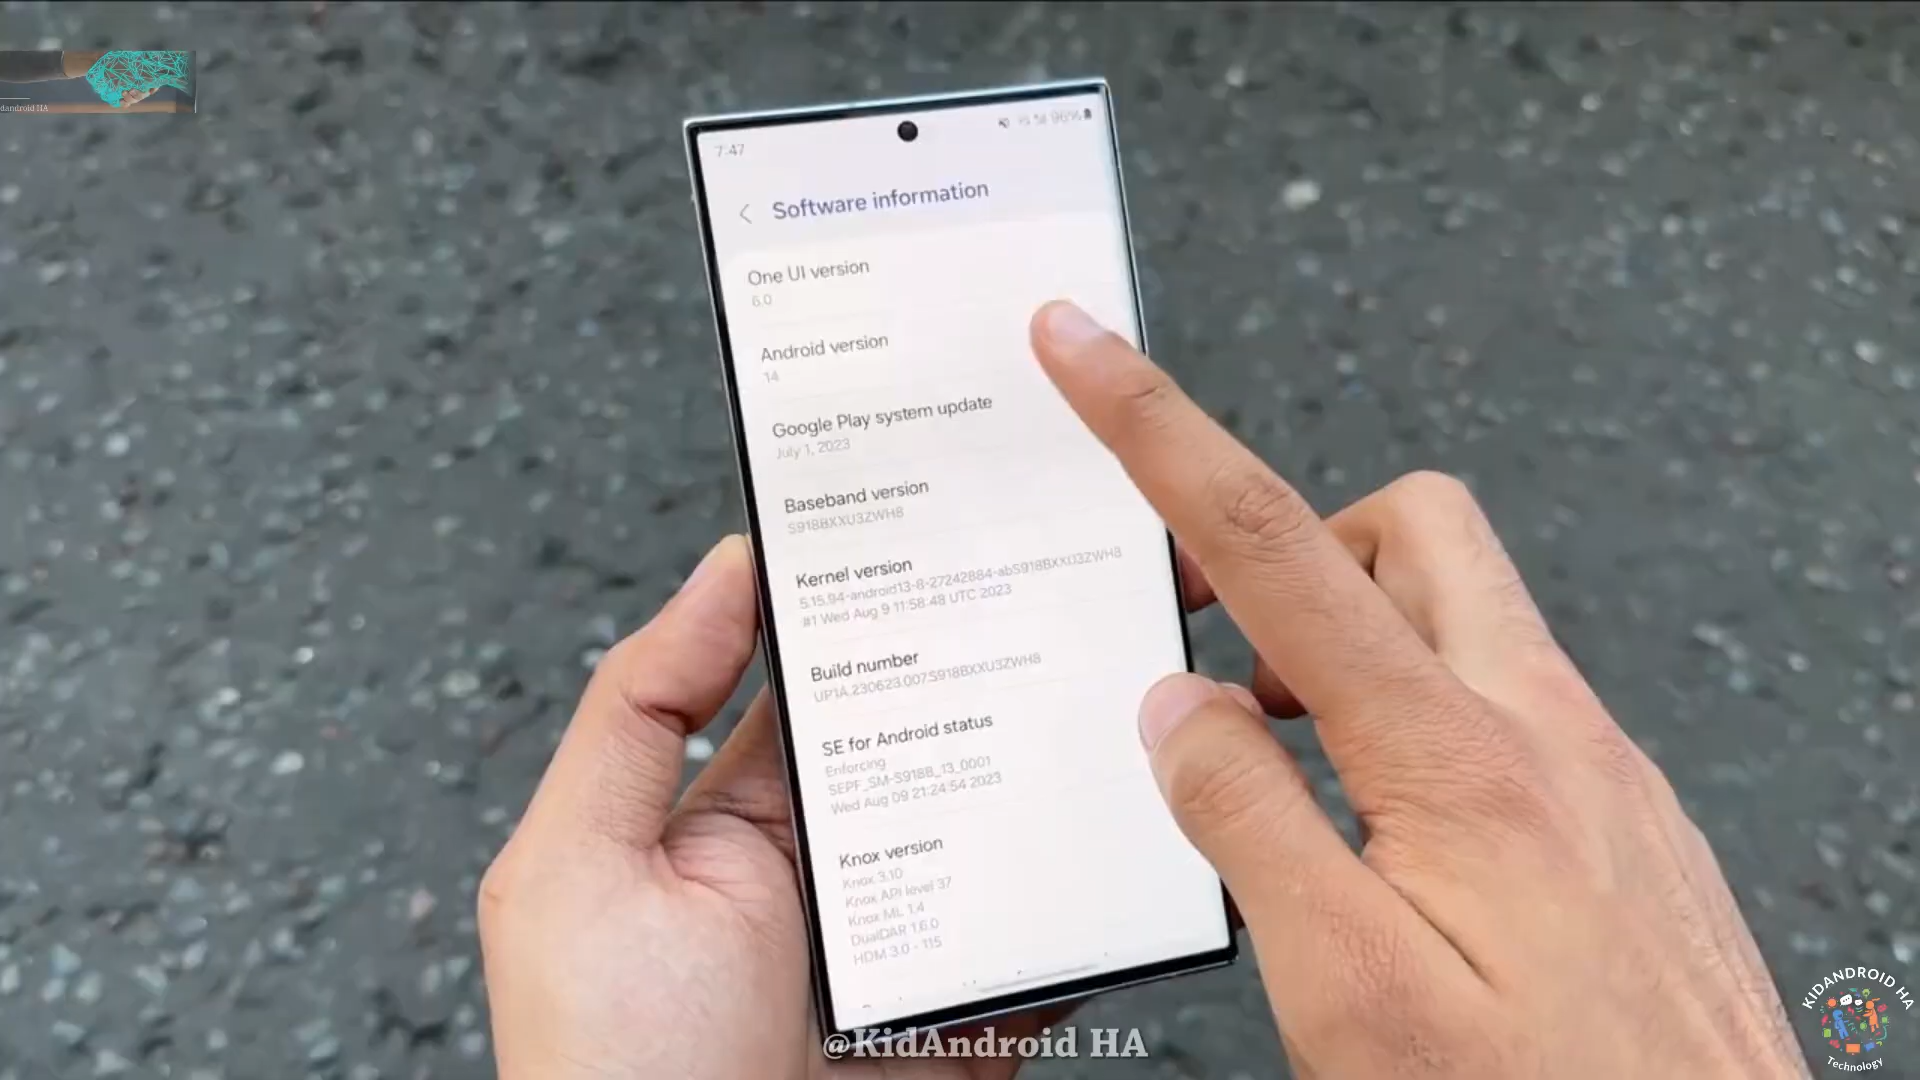 dandroid HA
7:47
96%
Software information
One UI version
6.0
Android version
14
Google Play system update
July 1, 2023
Baseband version
S918BXXU3ZWH8
Kernel version
5.15.94-android13-8-27242884-abS918BXXU3ZWH8
#1 Wed Aug 9 11:58:48 UTC 2023
Build number
UP1A.230623.007.S918BXXU3ZWH8
SE for Android status
Enforcing
SEPF_SM-S918B_13_0001
Wed Aug 09 21:24:54 2023
Knox version
Knox 3.10
Knox API level 37
Knox ML 1.4
DualDAR 1.6.0
HDM 3.0 - 115
@KidAndroid HA
KIDANDROID HA
Technology